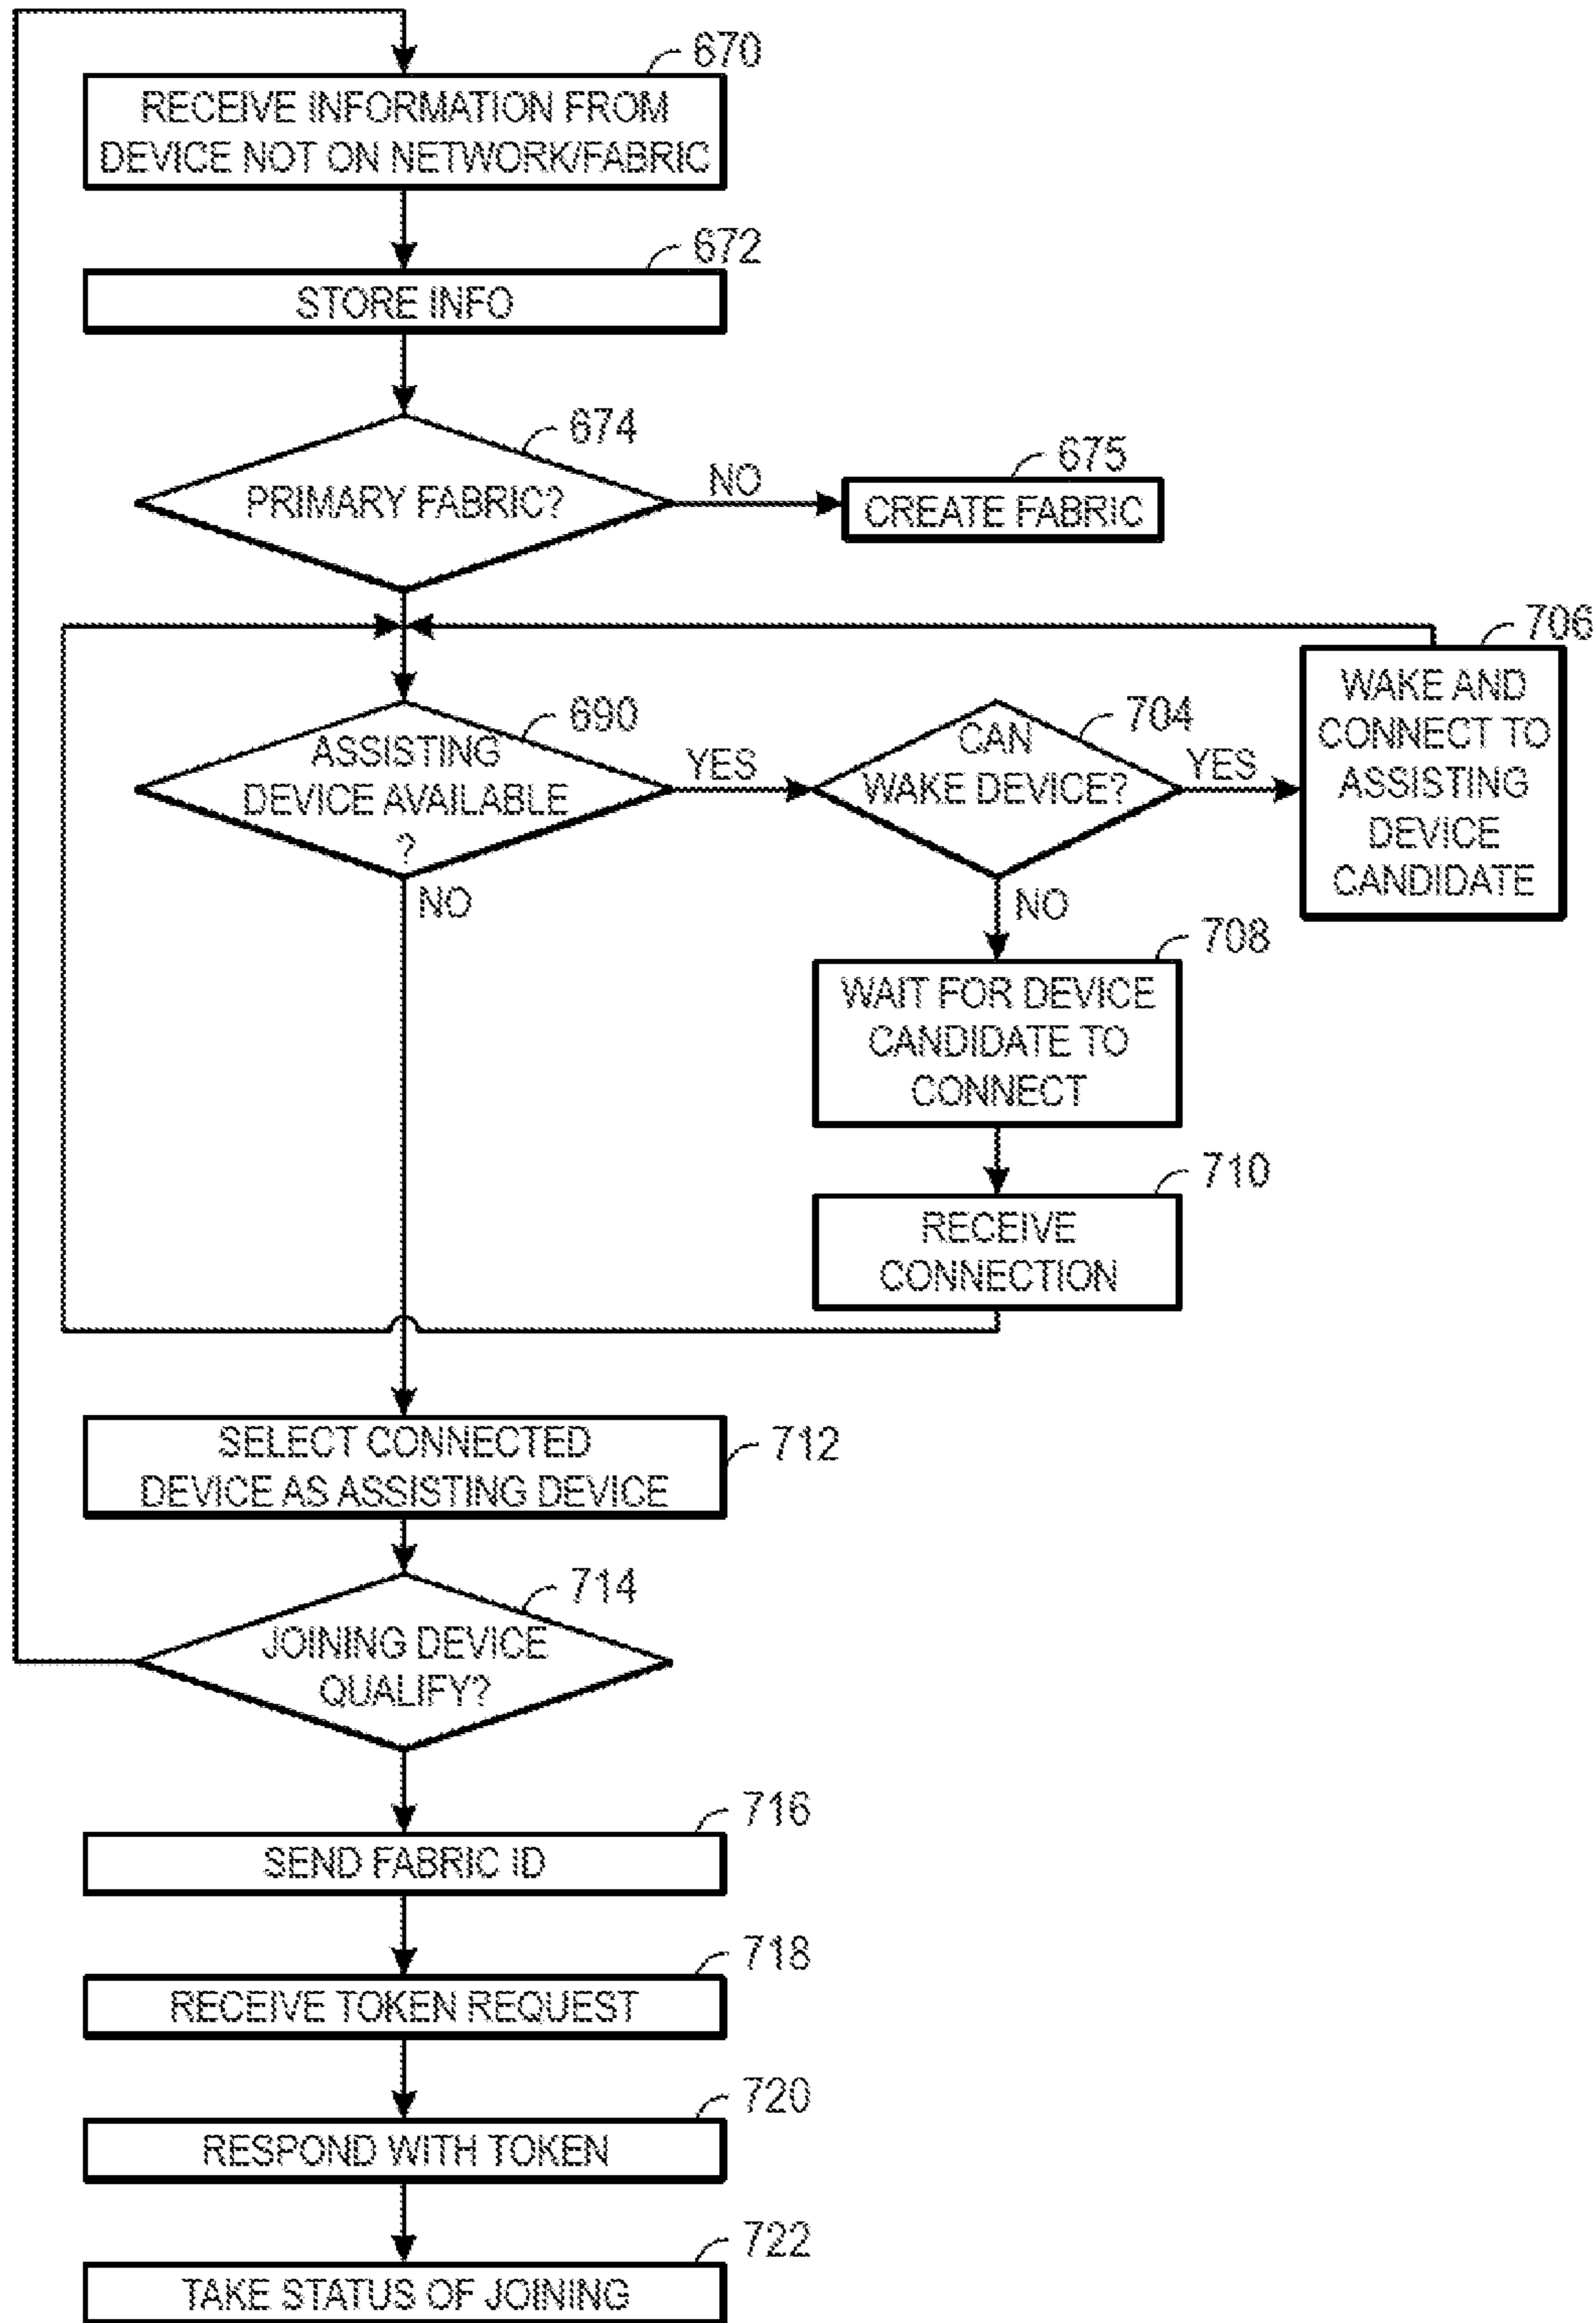 670
RECEIVE INFORMATION FROM
DEVICE NOT ON NETWORK/FABRIC
672
STORE INFO
674
PRIMARY FABRIC?
NO
675
CREATE FABRIC
690
ASSISTING
DEVICE AVAILABLE
?
YES
NO
704
CAN
WAKE DEVICE?
YES
NO
706
WAKE AND
CONNECT TO
ASSISTING
DEVICE
CANDIDATE
708
WAIT FOR DEVICE
CANDIDATE TO
CONNECT
710
RECEIVE
CONNECTION
712
SELECT CONNECTED
DEVICE AS ASSISTING DEVICE
714
JOINING DEVICE
QUALIFY?
716
SEND FABRIC ID
718
RECEIVE TOKEN REQUEST
720
RESPOND WITH TOKEN
722
TAKE STATUS OF JOINING